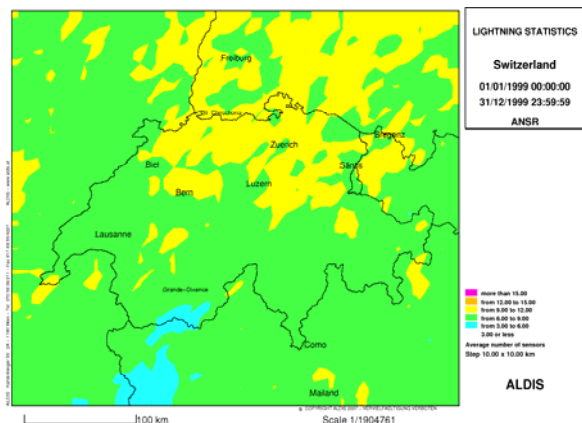 LIGHTNING STATISTICS
Switzerland
01/01/1999 00:00:00
31/12/1999 23:59:59
ANSR
Freiburg
Zuerich
Bregenz
Säntis
Biel
Bern
Luzern
Lausanne
Como
Mailand
more than 15.00
from 12.00 to 15.00
from 9.00 to 12.00
from 6.00 to 9.00
from 3.00 to 6.00
3.00 or less
Average number of sensors
Step 10.00 x 10.00 km
ALDIS
100 km
Scale 1/1904761